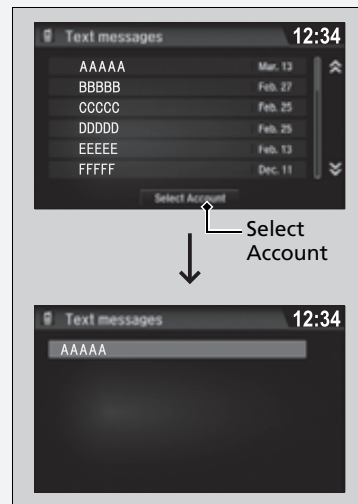 Text messages 12:34
AAAAA Mar. 13
BBBBB Feb. 27
CCCCC Feb. 25
DDDDD Feb. 25
EEEEE Feb. 13
FFFFF Dec. 11
Select Account
Select
Account
Text messages 12:34
AAAAA